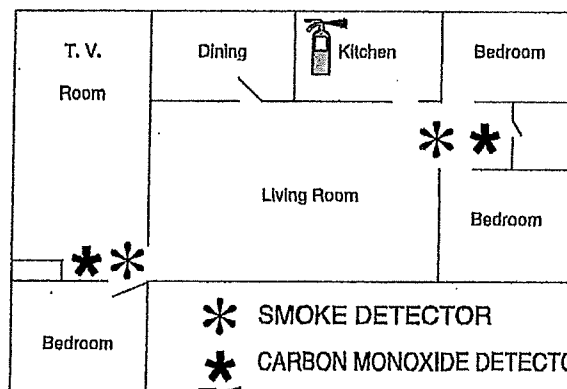 T. V.
Room
Dining
Kitchen
Bedroom
Living Room
Bedroom
Bedroom
SMOKE DETECTOR
CARBON MONOXIDE DETECTO